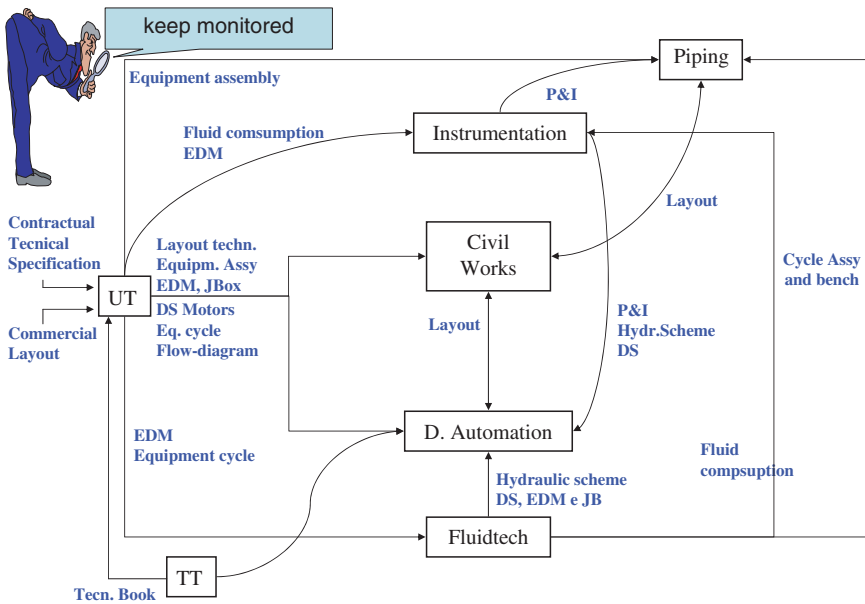 keep monitored
Piping
Equipment assembly
P&I
Instrumentation
Fluid comsumption
EDM
Layout
Contractual
Tecnical
Specification
Layout techn.
Equipm. Assy
EDM, JBox
Civil
Works
Cycle Assy
and bench
UT
DS Motors
Eq. cycle
Flow-diagram
Commercial
Layout
Layout
P&I
Hydr.Scheme
DS
D. Automation
EDM
Equipment cycle
Fluid
compsuption
Hydraulic scheme
DS, EDM e JB
Fluidtech
TT
Tecn. Book